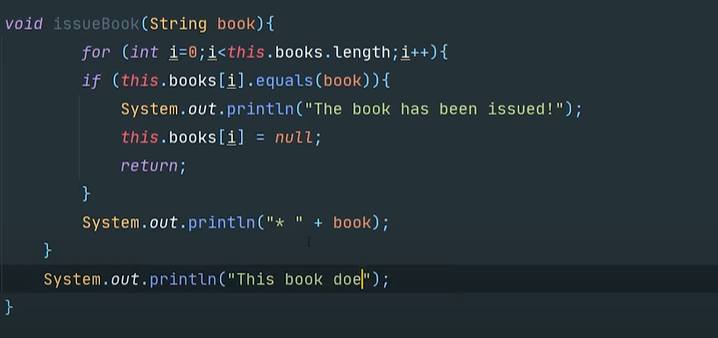 void issueBook(String book){
for (int i=0;i<this.books.length;i++){
if (this.books[i].equals(book)){
System.out.println("The book has been issued!");
this.books[i] = null;
return;
}
System.out.println("* " + book);
}
System.out.println("This book doe");
}